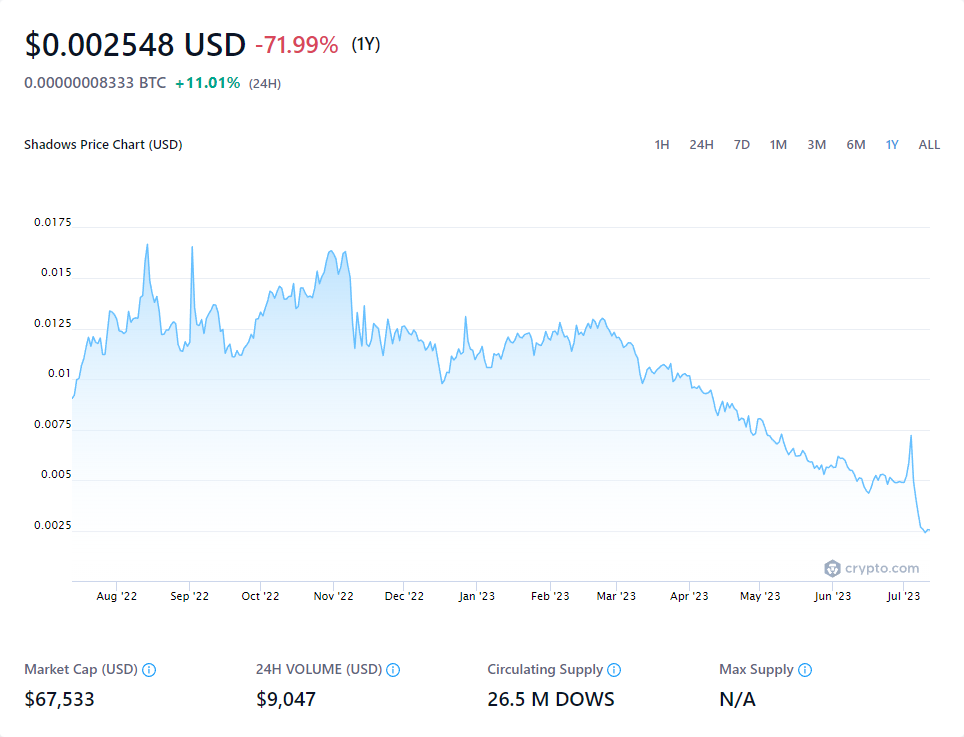 $0.002548 USD -71.99% (1Y)
0.00000008333 BTC +11.01% (24H)
Shadows Price Chart (USD) 1H 24H 7D 1M 3M 6M 1Y ALL
0.0175
0.015
0.0125
0.01
0.0075
0.005
0.0025
crypto.com
Aug '22 Sep '22 Oct '22 Nov '22 Dec '22 Jan '23 Feb '23 Mar '23 Apr '23 May '23 Jun '23 Jul '23
Market Cap (USD) 24H VOLUME (USD) Circulating Supply Max Supply
$67,533 $9,047 26.5 M DOWS N/A